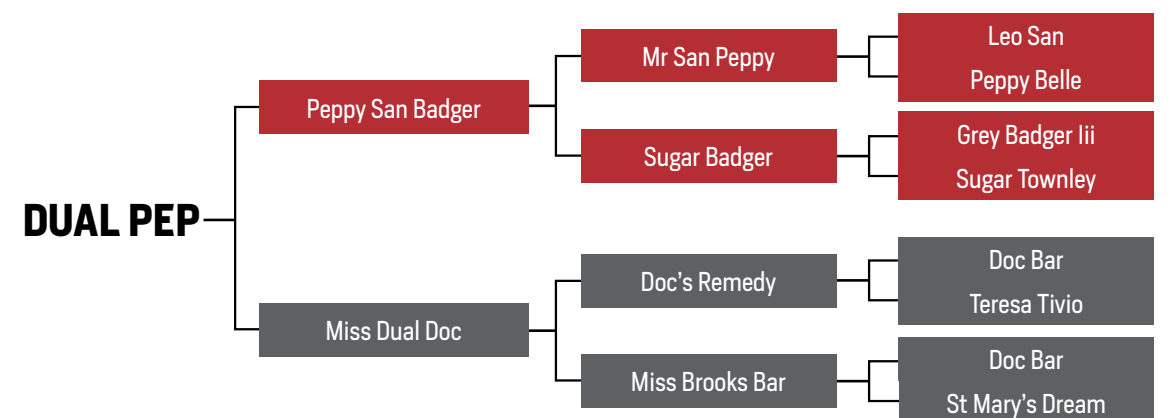 DUAL PEP
Peppy San Badger
Mr San Peppy
Leo San
Peppy Belle
Sugar Badger
Grey Badger Iii
Sugar Townley
Miss Dual Doc
Doc's Remedy
Doc Bar
Teresa Tivio
Miss Brooks Bar
Doc Bar
St Mary's Dream